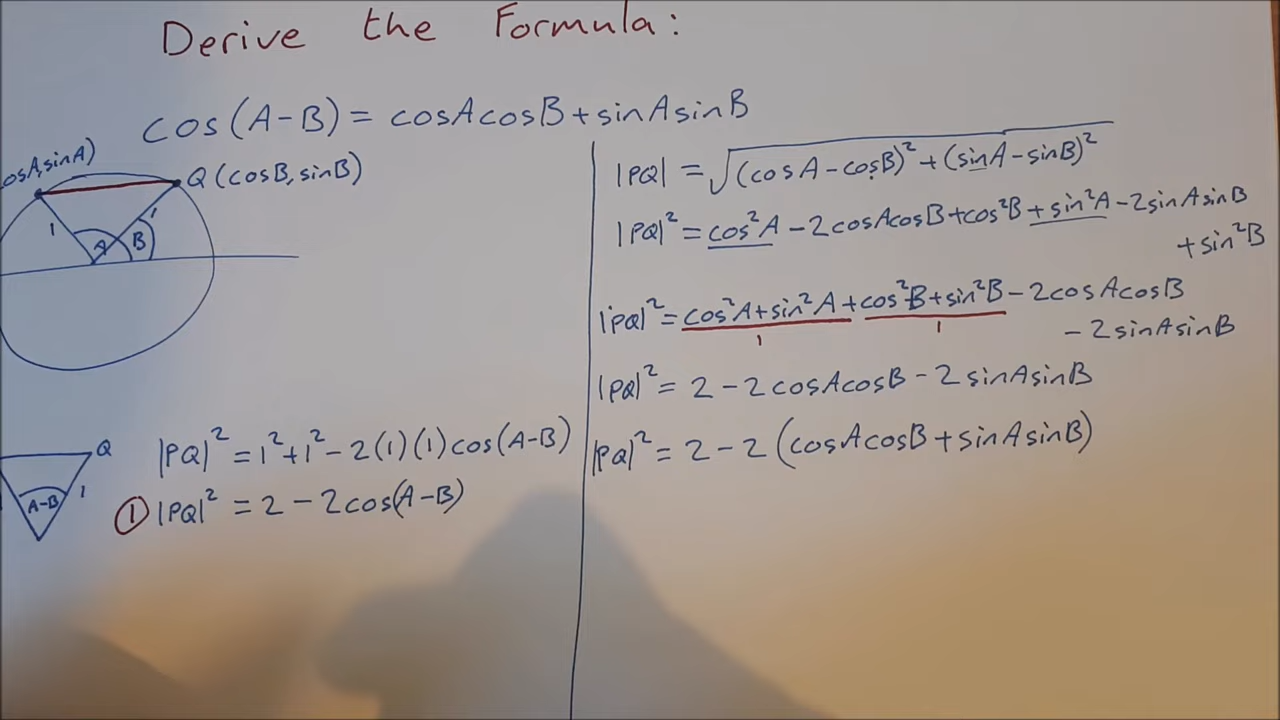 Derive the Formula:
cos(A-B) = cosAcosB + sinAsinB
osA, sinA)
Q (cosB, sinB)
1
1
A
B
Q
A-B
1
|PQ|² = 1² + 1² - 2(1)(1)cos(A-B)
① |PQ|² = 2 - 2cos(A-B)
|PQ| = √(cosA - cosB)² + (sinA - sinB)²
|PQ|² = cos²A - 2cosAcosB + cos²B + sin²A - 2sinAsinB
+ sin²B
|PQ|² = cos²A + sin²A + cos²B + sin²B - 2cosAcosB
1 1
- 2sinAsinB
|PQ|² = 2 - 2cosAcosB - 2sinAsinB
|PQ|² = 2 - 2(cosAcosB + sinAsinB)